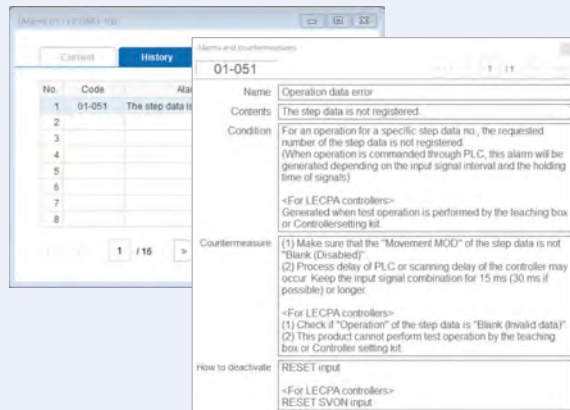 Current
History
No.
Code
1
01-051
The step data is
2
3
4
5
6
7
8
1
/ 16
>
Alarms and countermeasures
01-051
1
/1
Name
Operation data error
Contents
The step data is not registered.
Condition
For an operation for a specific step data no., the requested
number of the step data is not registered
(When operation is commanded through PLC, this alarm will be
generated depending on the input signal interval and the holding
time of signals)
<For LECPA controllers>
Generated when test operation is performed by the teaching box
or Controllersetting kit.
Countermeasure
(1) Make sure that the "Movement MOD" of the step data is not
"Blank (Disabled)".
(2) Process delay of PLC or scanning delay of the controller may
occur. Keep the input signal combination for 15 ms (30 ms if
possible) or longer.
<For LECPA controllers>
(1) Check if "Operation" of the step data is "Blank (Invalid data)".
(2) This product cannot perform test operation by the teaching
box or Controller setting kit.
How to deactivate
RESET input
<For LECPA controllers>
RESET SVON input